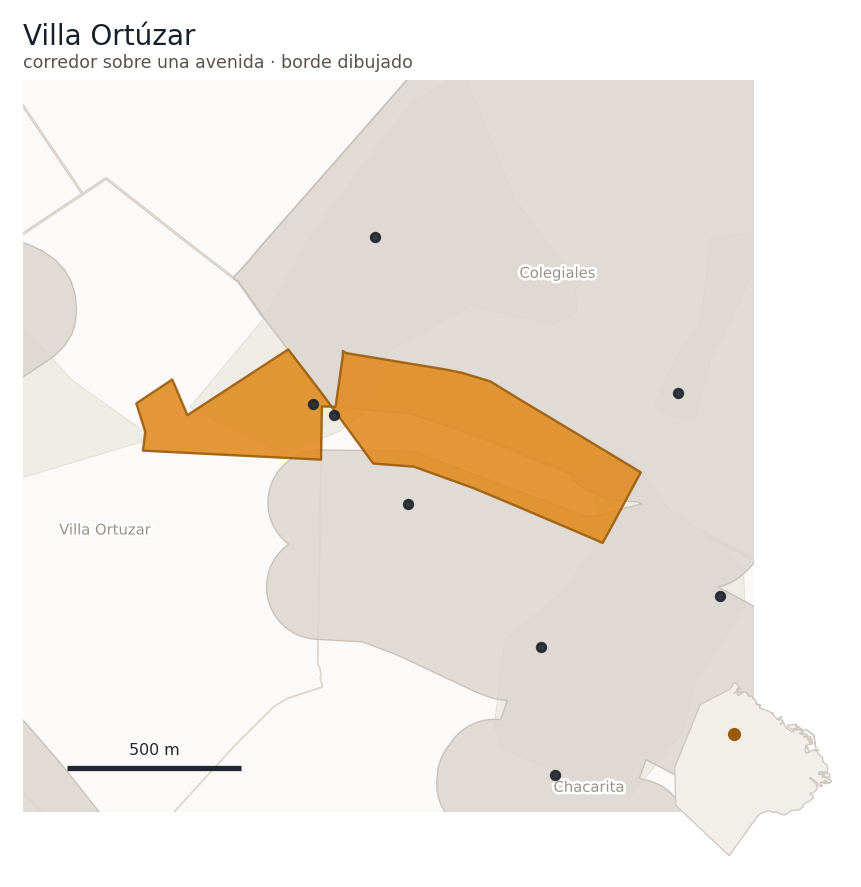 Villa Ortúzar
corredor sobre una avenida · borde dibujado
Colegiales
Villa Ortuzar
500 m
Chacarita